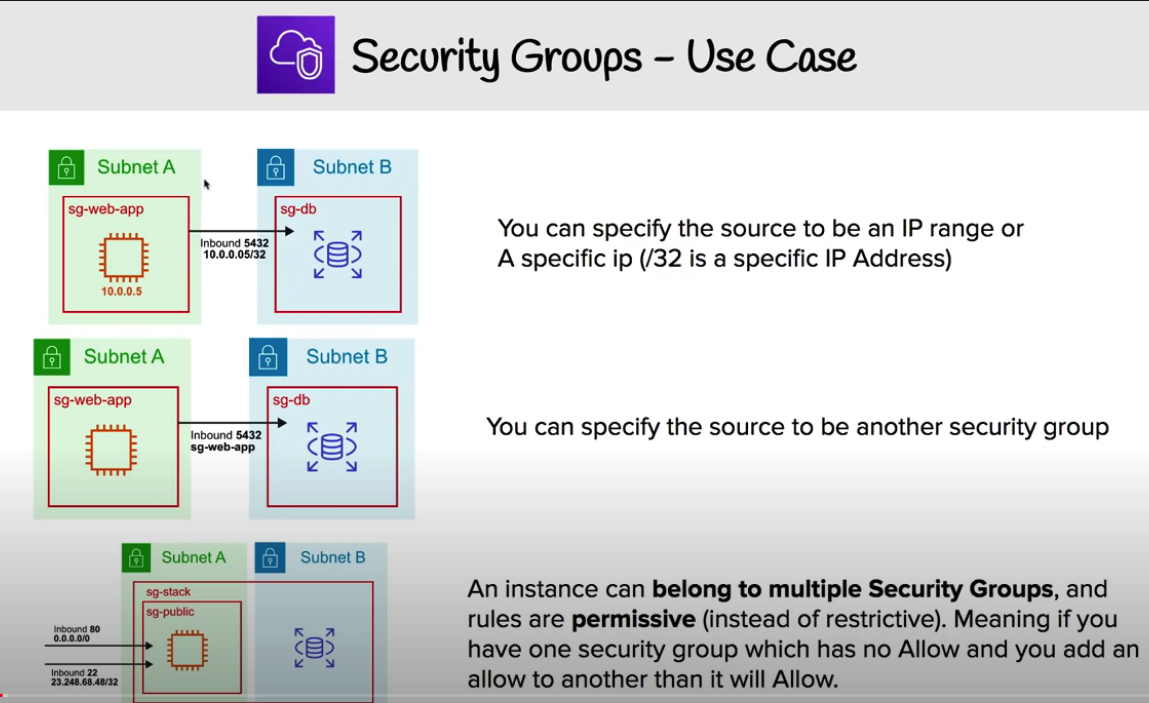 Security Groups – Use Case
Subnet A
Subnet B
sg-web-app
sg-db
Inbound 5432
10.0.0.05/32
10.0.0.5
You can specify the source to be an IP range or
A specific ip (/32 is a specific IP Address)
Subnet A
Subnet B
sg-web-app
sg-db
Inbound 5432
sg-web-app
You can specify the source to be another security group
Subnet A
Subnet B
sg-stack
sg-public
Inbound 80
0.0.0.0/0
Inbound 22
23.248.68.48/32
An instance can belong to multiple Security Groups, and
rules are permissive (instead of restrictive). Meaning if you
have one security group which has no Allow and you add an
allow to another than it will Allow.